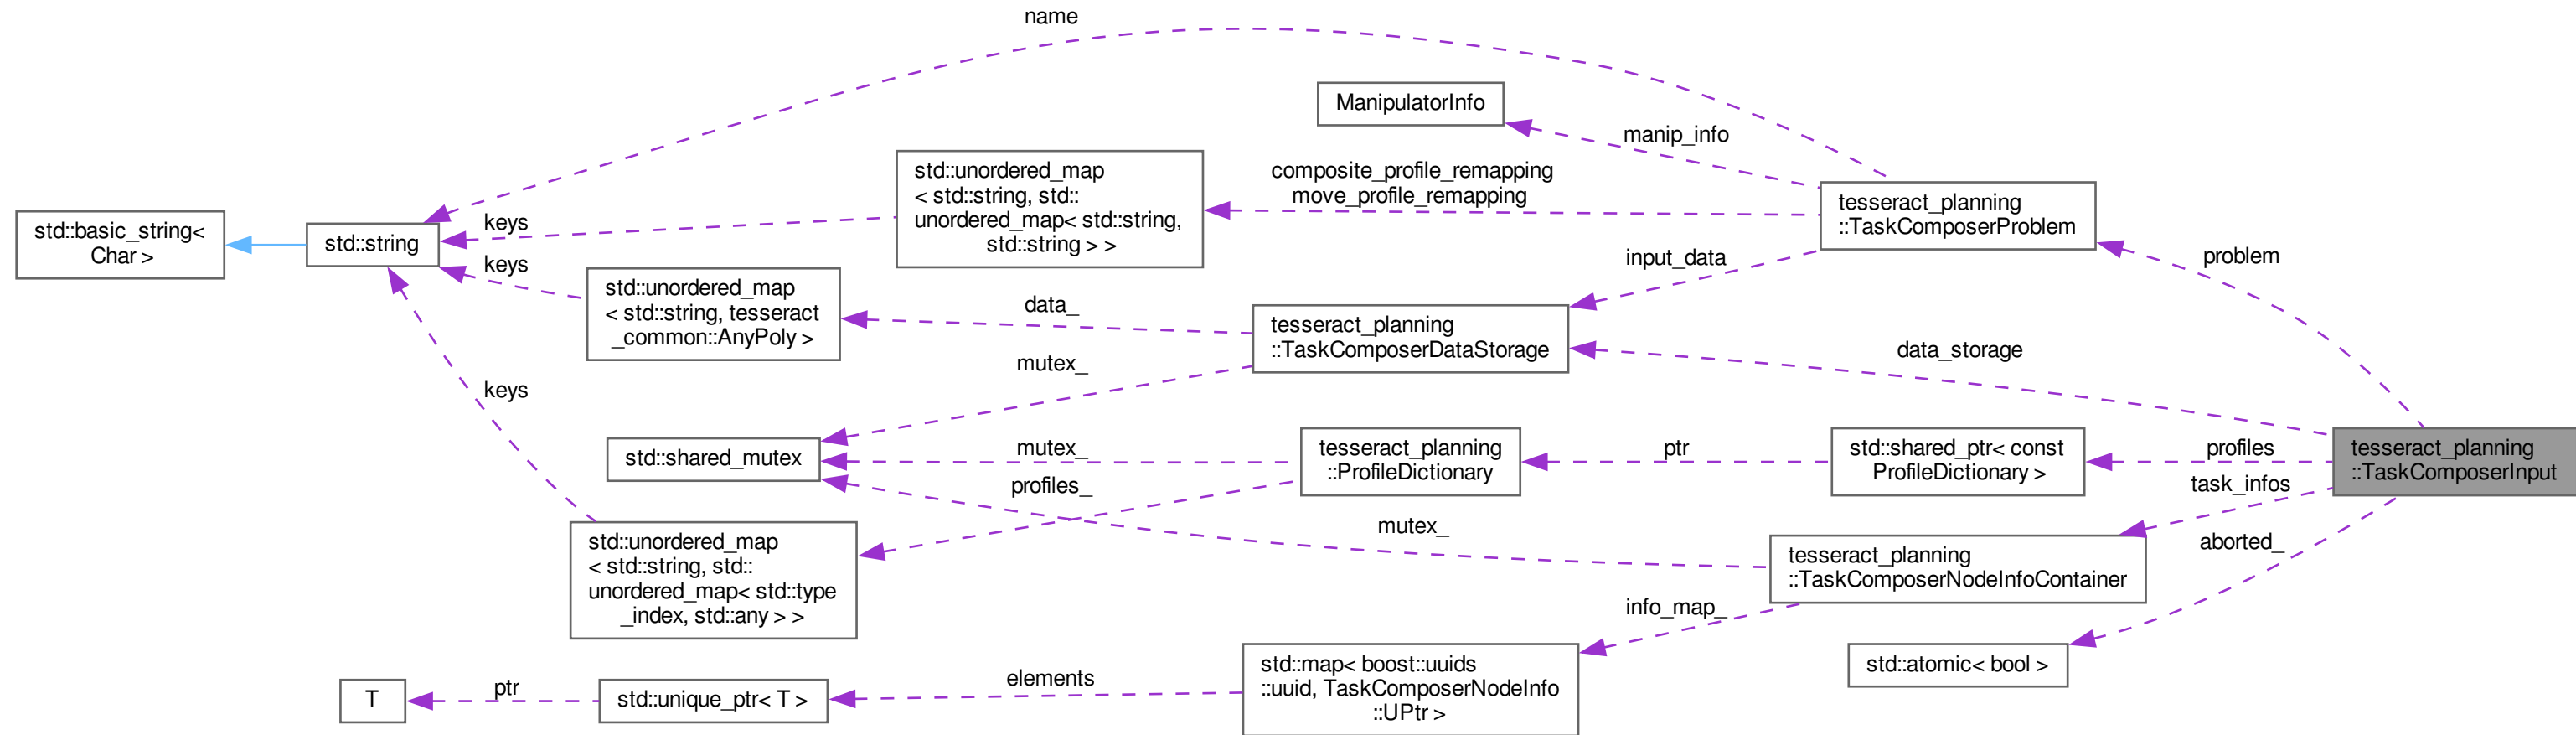 name
ManipulatorInfo
manip_info
std::unordered_map
< std::string, std::
unordered_map< std::string,
std::string > >
composite_profile_remapping
move_profile_remapping
tesseract_planning
::TaskComposerProblem
std::basic_string<
Char >
std::string
keys
keys
input_data
problem
std::unordered_map
< std::string, tesseract
_common::AnyPoly >
data_
tesseract_planning
::TaskComposerDataStorage
data_storage
mutex_
keys
std::shared_mutex
mutex_
tesseract_planning
::ProfileDictionary
ptr
std::shared_ptr< const
ProfileDictionary >
profiles
tesseract_planning
::TaskComposerInput
profiles_
task_infos
std::unordered_map
< std::string, std::
unordered_map< std::type
_index, std::any > >
mutex_
tesseract_planning
::TaskComposerNodeInfoContainer
aborted_
info_map_
std::atomic< bool >
T
ptr
std::unique_ptr< T >
elements
std::map< boost::uuids
::uuid, TaskComposerNodeInfo
::UPtr >